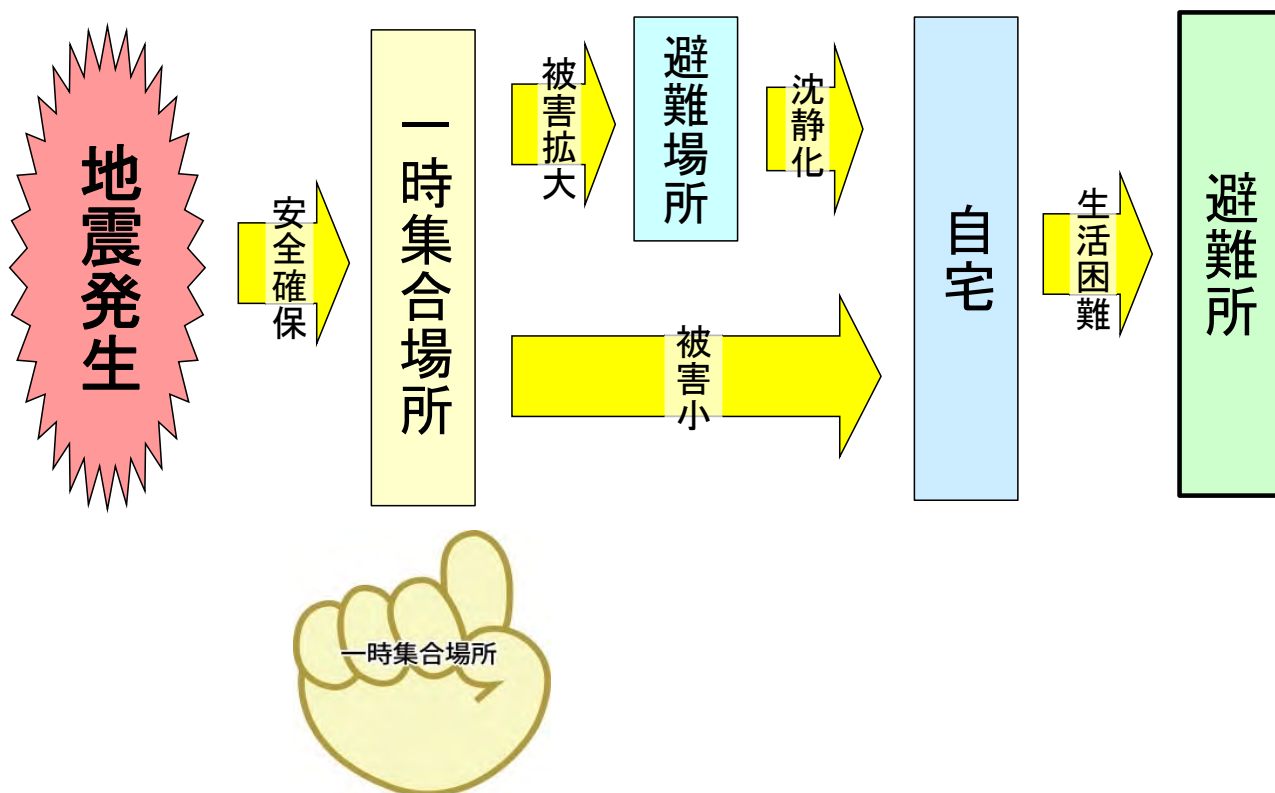 地震発生
安全確保
一時集合場所
被害拡大
避難場所
沈静化
被害小
自宅
生活困難
避難所
一時集合場所